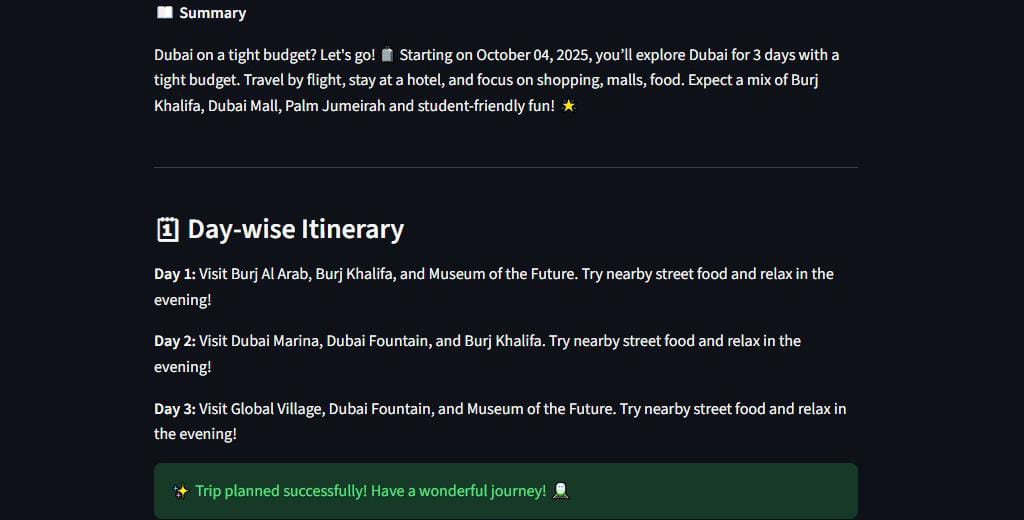 📖 Summary
Dubai on a tight budget? Let's go! 🧳 Starting on October 04, 2025, you’ll explore Dubai for 3 days with a
tight budget. Travel by flight, stay at a hotel, and focus on shopping, malls, food. Expect a mix of Burj
Khalifa, Dubai Mall, Palm Jumeirah and student-friendly fun! 🌟
🗓️ Day-wise Itinerary
Day 1: Visit Burj Al Arab, Burj Khalifa, and Museum of the Future. Try nearby street food and relax in the
evening!
Day 2: Visit Dubai Marina, Dubai Fountain, and Burj Khalifa. Try nearby street food and relax in the
evening!
Day 3: Visit Global Village, Dubai Fountain, and Museum of the Future. Try nearby street food and relax in
the evening!
✨ Trip planned successfully! Have a wonderful journey! 🚆